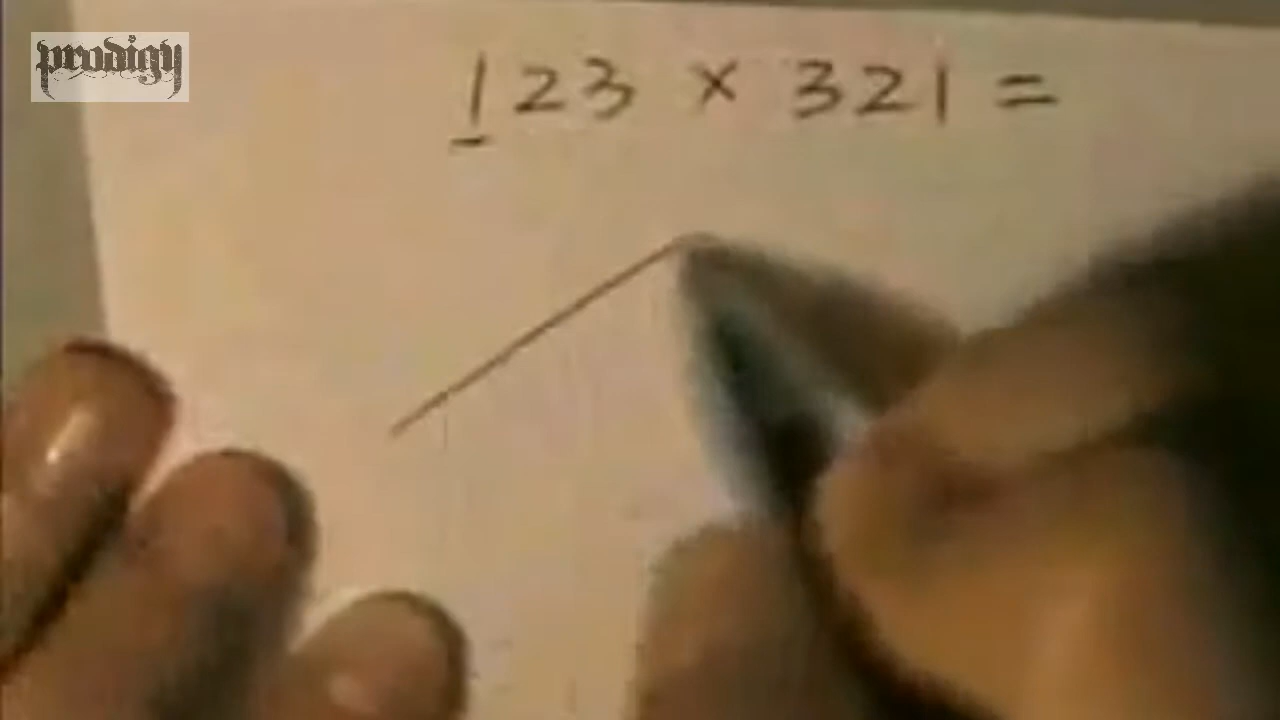 prodigy
123 × 321 =